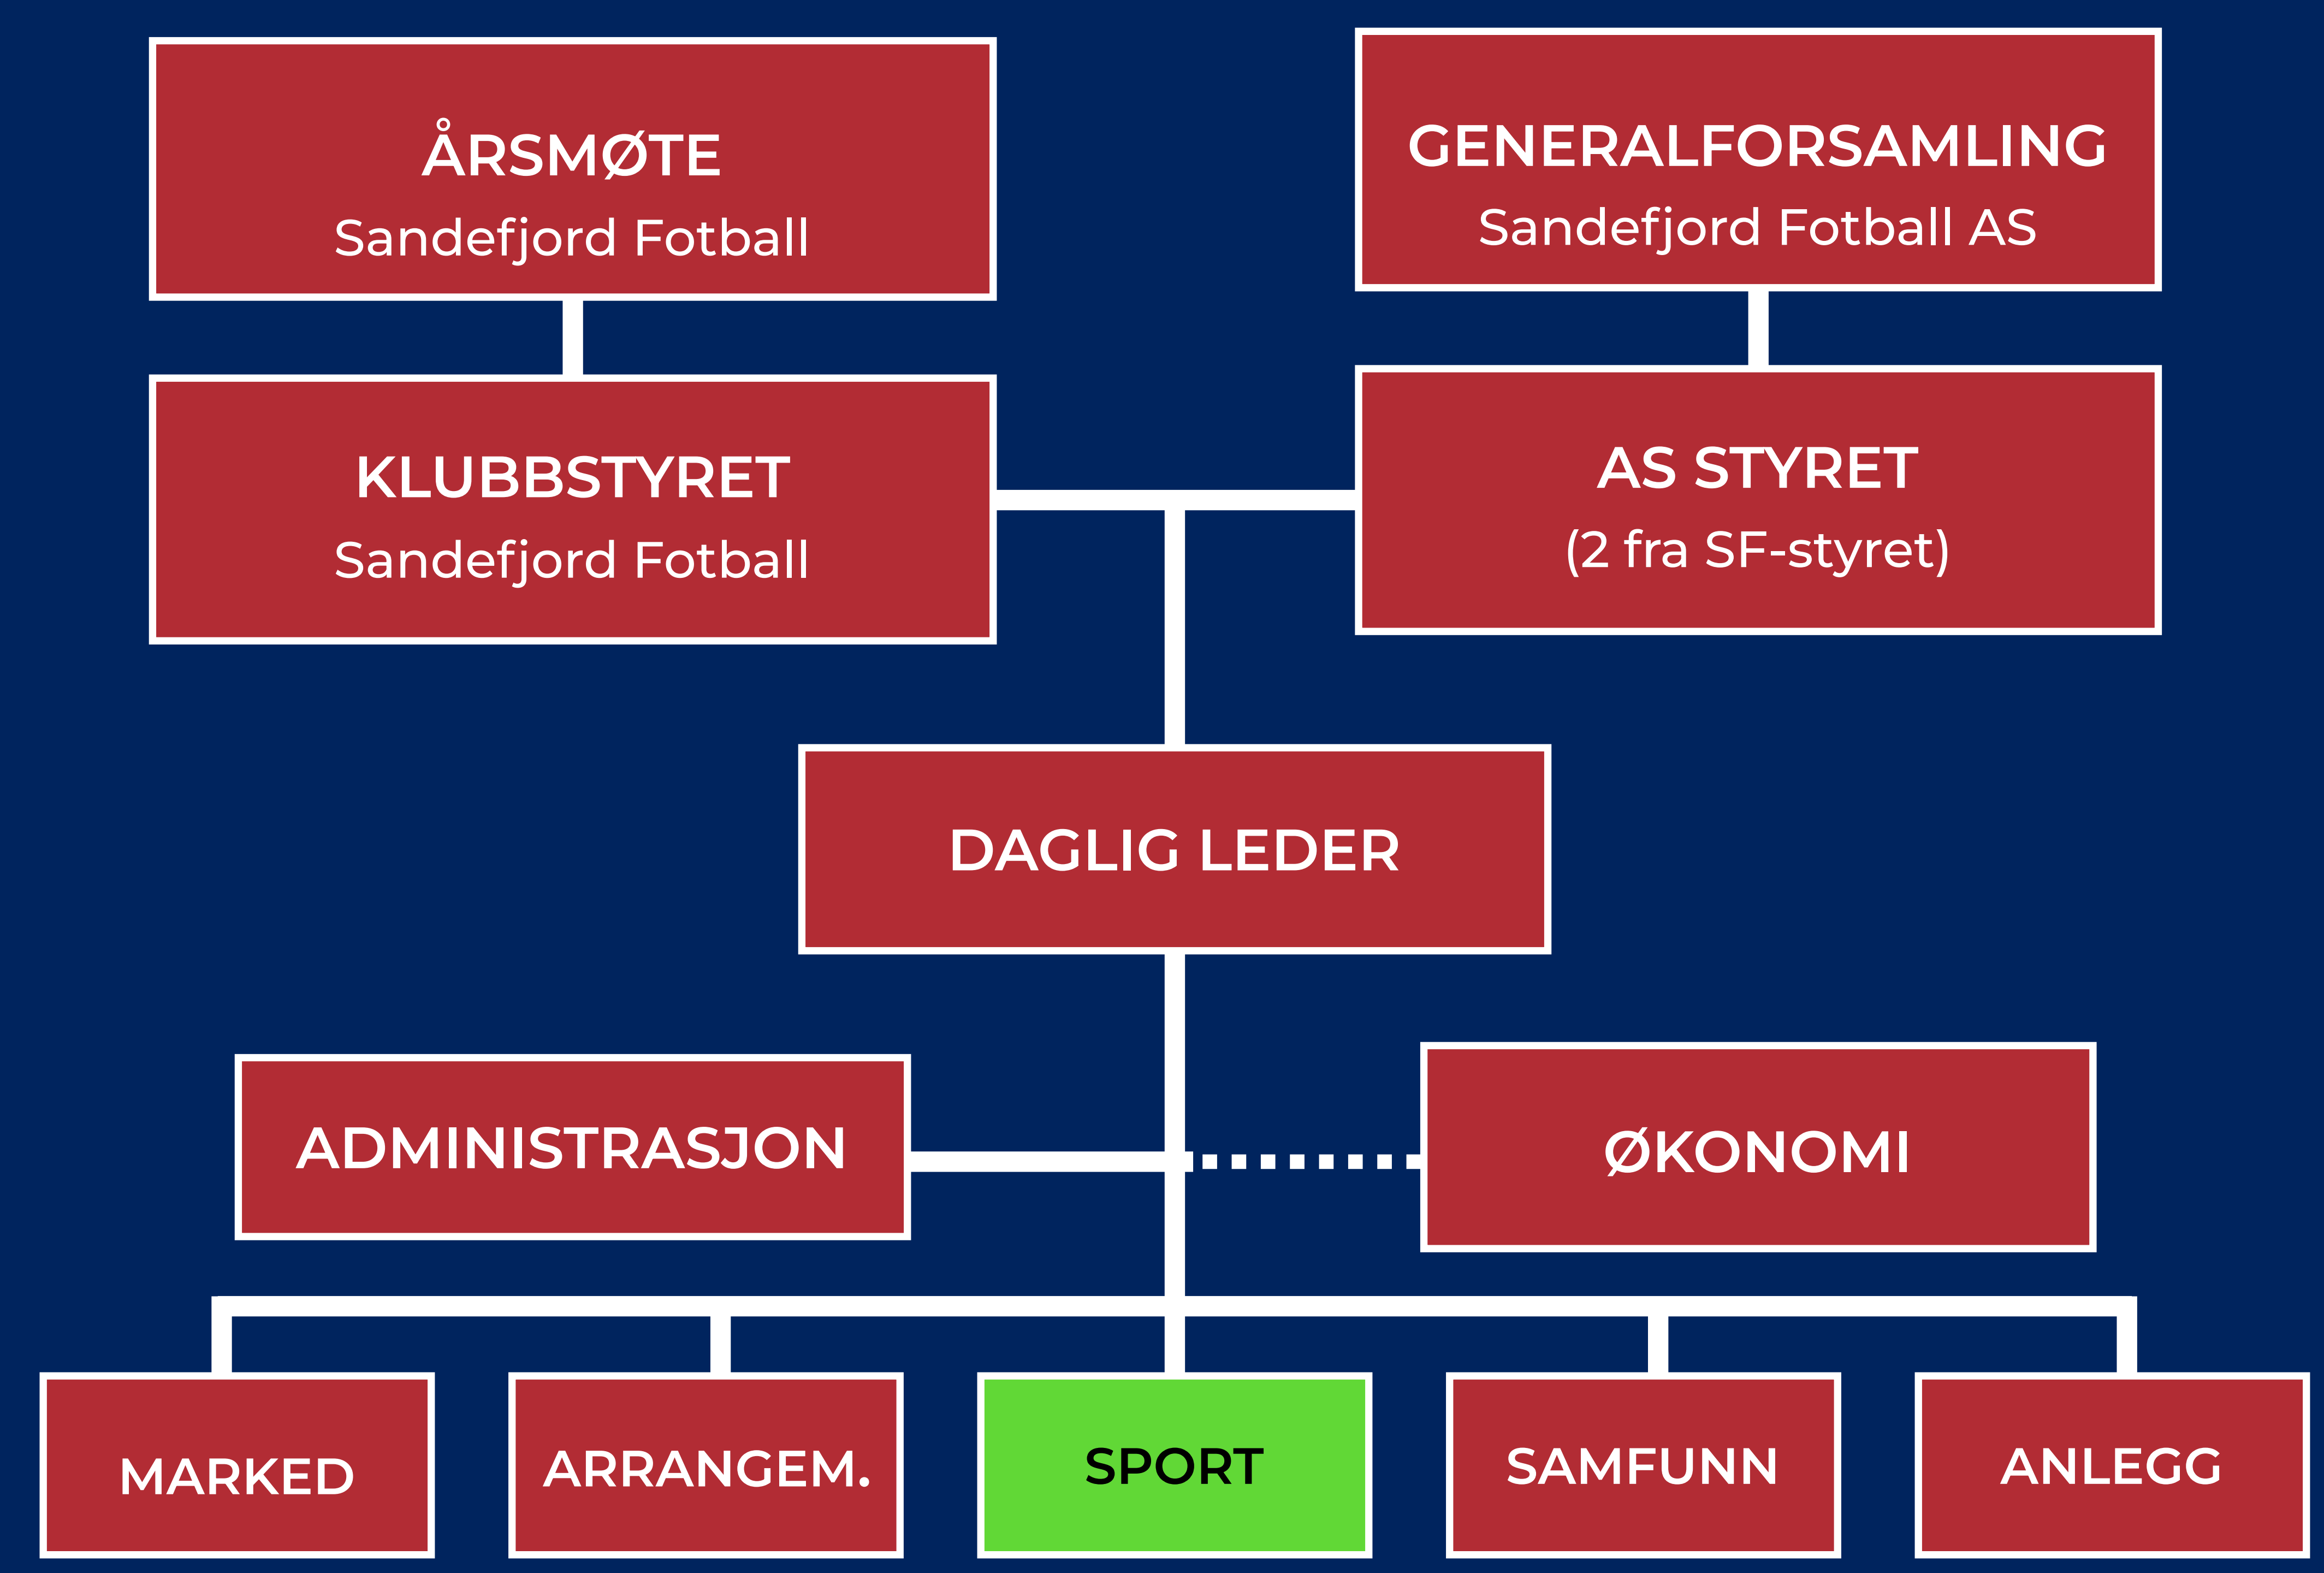 ÅRSMØTE
Sandefjord Fotball
GENERALFORSAMLING
Sandefjord Fotball AS
KLUBBSTYRET
Sandefjord Fotball
AS STYRET
(2 fra SF-styret)
DAGLIG LEDER
ADMINISTRASJON
ØKONOMI
MARKED
ARRANGEM.
SPORT
SAMFUNN
ANLEGG